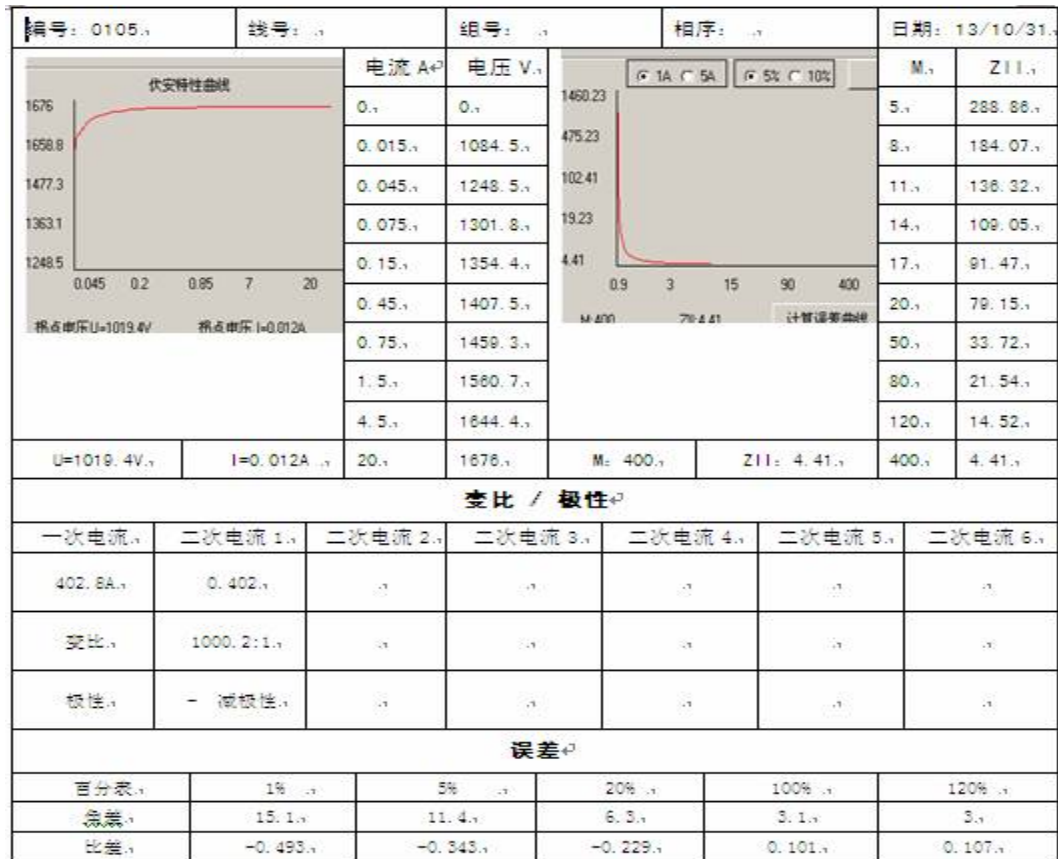 编号：0105 线号： 组号： 相序： 日期：13/10/31
伏安特性曲线
1676
1658.8
1477.3
1363.1
1248.5
0.045 0.2 0.85 7 20
拐点电压U=1019.4V 拐点电压 I=0.012A
电流 A 电压 V
0. 0.
0.015 1084.5
0.045 1248.5
0.075 1301.8
0.15 1354.4
0.45 1407.5
0.75 1459.3
1.5 1560.7
4.5 1644.4
1A 5A 5% 10%
1460.23
475.23
102.41
19.23
4.41
0.9 3 15 90 400
M:400 ZII:4.41 计算误差曲线
M ZII
5 288.86
8 184.07
11 136.32
14 109.05
17 91.47
20 79.15
50 33.72
80 21.54
120 14.52
U=1019.4V I=0.012A 20 1676 M: 400 ZII: 4.41 400 4.41
变比 / 极性
一次电流 二次电流 1 二次电流 2 二次电流 3 二次电流 4 二次电流 5 二次电流 6
402.8A 0.402
变比 1000.2:1
极性 - 减极性
误差
百分表 1% 5% 20% 100% 120%
角差 15.1 11.4 6.3 3.1 3
比差 -0.493 -0.343 -0.229 0.101 0.107